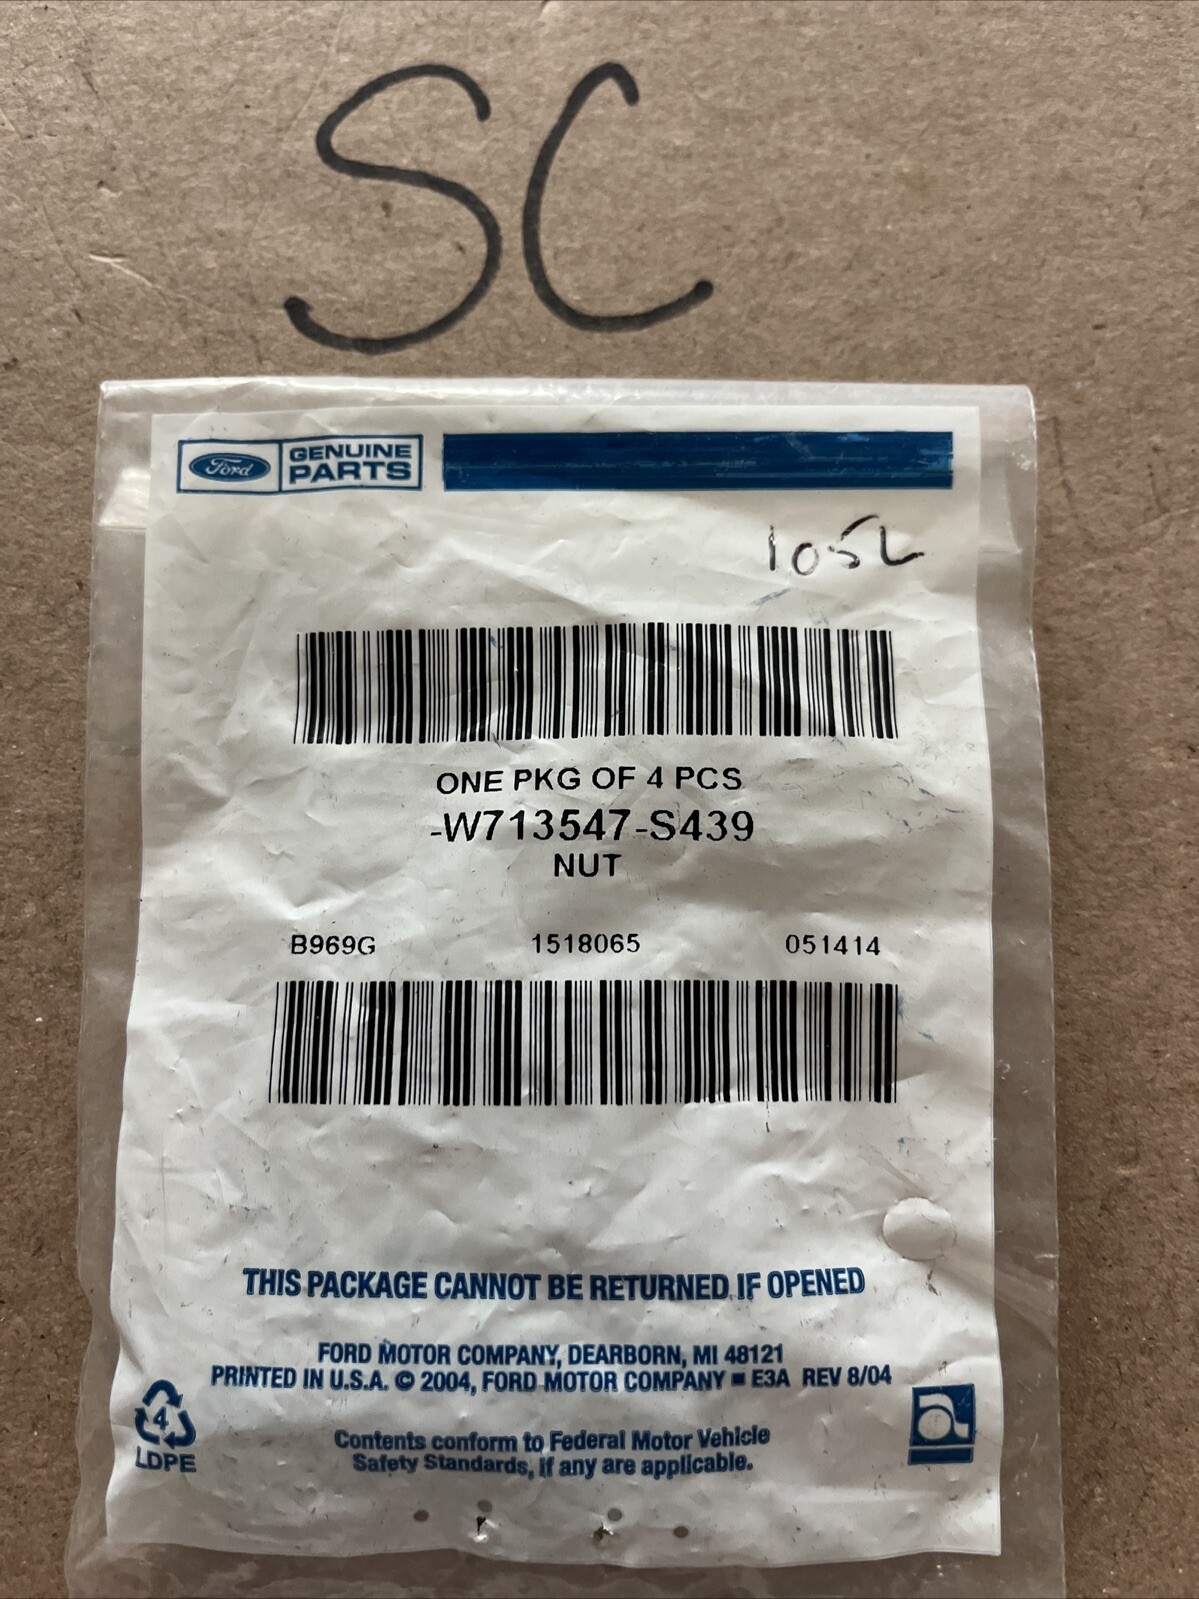 SC
Ford GENUINE PARTS
105L
ONE PKG OF 4 PCS
-W713547-S439
NUT
B969G 1518065 051414
THIS PACKAGE CANNOT BE RETURNED IF OPENED
FORD MOTOR COMPANY, DEARBORN, MI 48121
PRINTED IN U.S.A. © 2004, FORD MOTOR COMPANY ■ E3A REV 8/04
Contents conform to Federal Motor Vehicle
Safety Standards, if any are applicable.
4
LDPE